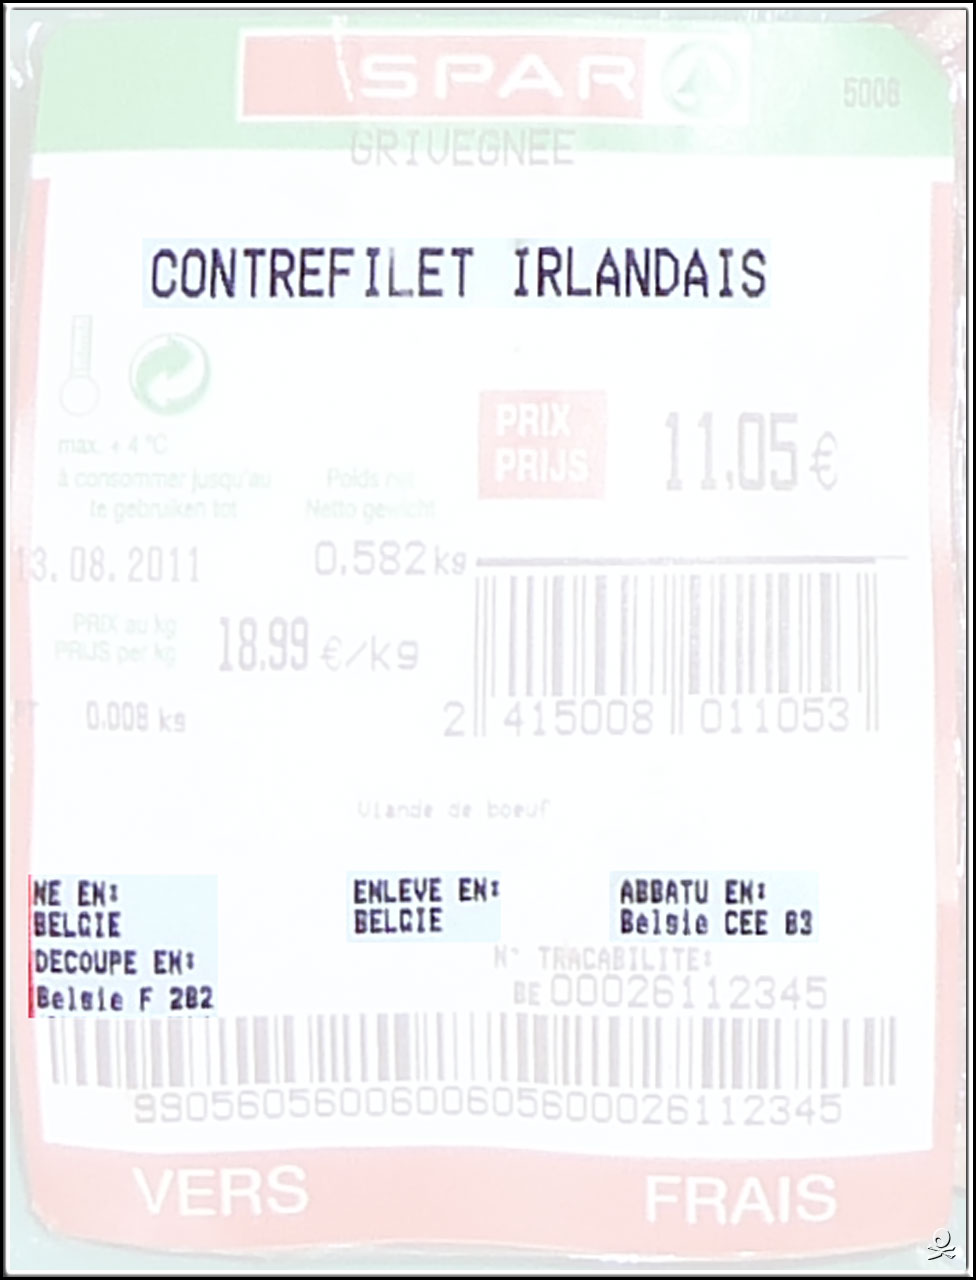 SPAR
5008
GRIVEGNEE
CONTREFILET IRLANDAIS
max. + 4 °C
à consommer jusqu'au
te gebruiken tot
Poids net
Netto gewicht
PRIX
PRIJS
11.05 €
13.08.2011
0.582 kg
PRIX au kg
PRIJS per kg
18.99 €/kg
PT 0.008 kg
2 415008 011053
Viande de boeuf
NE EN:
BELGIE
ENLEVE EN:
BELGIE
ABBATU EN:
Belgie CEE 83
DECOUPE EN:
Belgie F 282
N° TRACABILITE:
BE 00026112345
9905605600600605600026112345
VERS
FRAIS